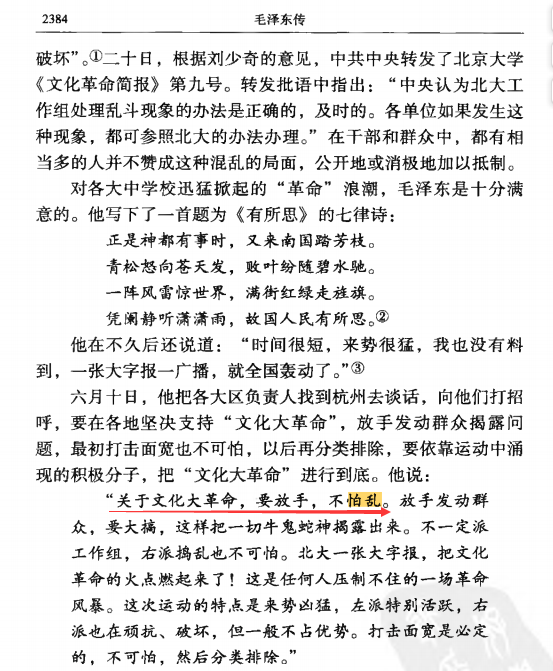 2384 毛泽东传
破坏”。①二十日，根据刘少奇的意见，中共中央转发了北京大学
《文化革命简报》第九号。转发批语中指出：“中央认为北大工
作组处理乱斗现象的办法是正确的，及时的。各单位如果发生这
种现象，都可参照北大的办法办理。”在干部和群众中，都有相
当多的人并不赞成这种混乱的局面，公开地或消极地加以抵制。
对各大中学校迅猛掀起的“革命”浪潮，毛泽东是十分满
意的。他写下了一首题为《有所思》的七律诗：
正是神都有事时，又来南国踏芳枝。
青松怒向苍天发，败叶纷随碧水驰。
一阵风雷惊世界，满街红绿走旌旗。
凭阑静听潇潇雨，故国人民有所思。②
他在不久后还说道：“时间很短，来势很猛，我也没有料
到，一张大字报一广播，就全国轰动了。”③
六月十日，他把各大区负责人找到杭州去谈话，向他们打招
呼，要在各地坚决支持“文化大革命”，放手发动群众揭露问
题，最初打击面宽也不可怕，以后再分类排除，要依靠运动中涌
现的积极分子，把“文化大革命”进行到底。他说：
“关于文化大革命，要放手，不怕乱。放手发动群
众，要大搞，这样把一切牛鬼蛇神揭露出来。不一定派
工作组，右派捣乱也不可怕。北大一张大字报，把文化
革命的火点燃起来了！这是任何人压制不住的一场革命
风暴。这次运动的特点是来势凶猛，左派特别活跃，右
派也在顽抗、破坏，但一般不占优势。打击面宽是必定
的，不可怕，然后分类排除。”